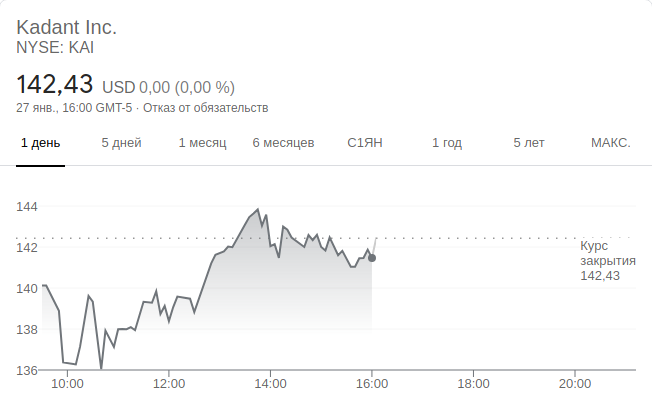 Kadant Inc.
NYSE: KAI
142,43 USD 0,00 (0,00 %)
27 янв., 16:00 GMT-5 · Отказ от обязательств
1 день 5 дней 1 месяц 6 месяцев С1ЯН 1 год 5 лет МАКС.
144
142
140
138
136
Курс
закрытия
142,43
10:00 12:00 14:00 16:00 18:00 20:00